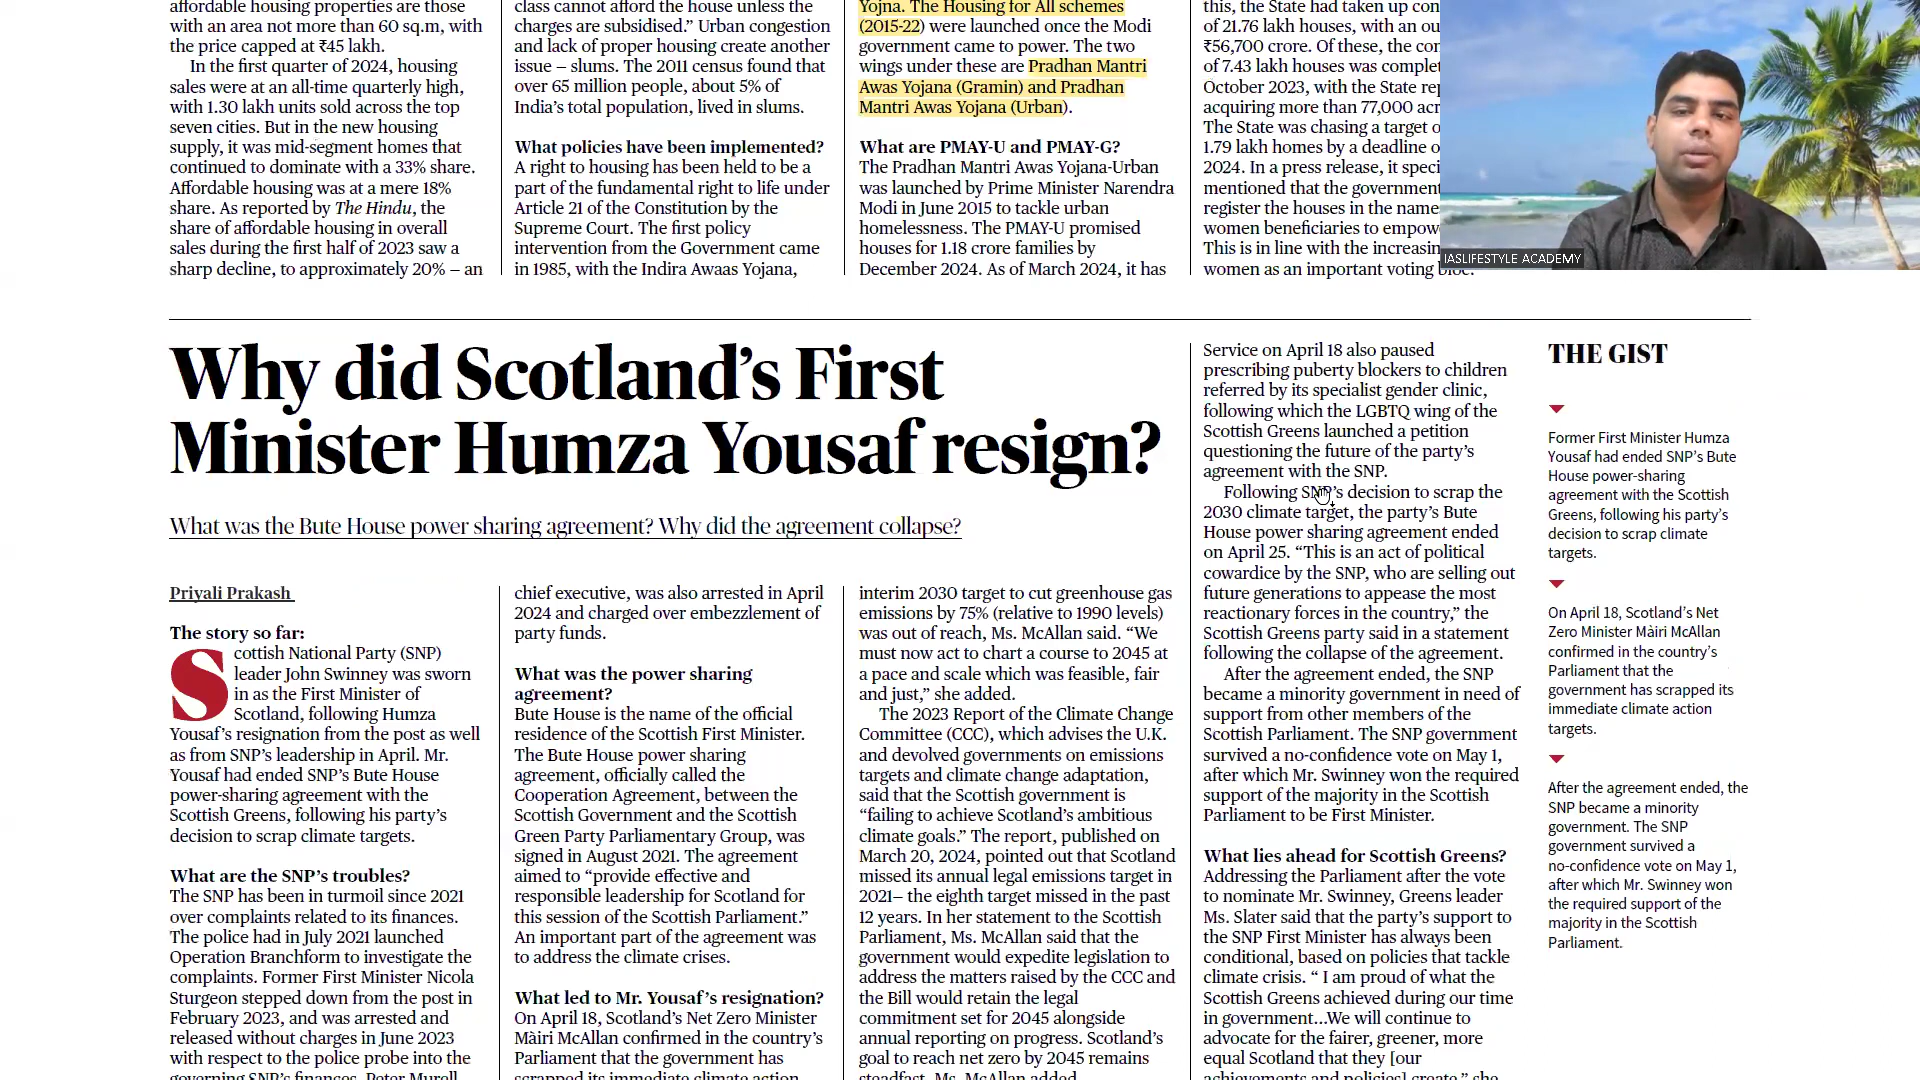 affordable housing properties are those
with an area not more than 60 sq.m, with
the price capped at ₹45 lakh.
In the first quarter of 2024, housing
sales were at an all-time quarterly high,
with 1.30 lakh units sold across the top
seven cities. But in the new housing
supply, it was mid-segment homes that
continued to dominate with a 33% share.
Affordable housing was at a mere 18%
share. As reported by The Hindu, the
share of affordable housing in overall
sales during the first half of 2023 saw a
sharp decline, to approximately 20% – an
class cannot afford the house unless the
charges are subsidised.” Urban congestion
and lack of proper housing create another
issue – slums. The 2011 census found that
over 65 million people, about 5% of
India’s total population, lived in slums.
What policies have been implemented?
A right to housing has been held to be a
part of the fundamental right to life under
Article 21 of the Constitution by the
Supreme Court. The first policy
intervention from the Government came
in 1985, with the Indira Awaas Yojana,
Yojna. The Housing for All schemes
(2015-22) were launched once the Modi
government came to power. The two
wings under these are Pradhan Mantri
Awas Yojana (Gramin) and Pradhan
Mantri Awas Yojana (Urban).
What are PMAY-U and PMAY-G?
The Pradhan Mantri Awas Yojana-Urban
was launched by Prime Minister Narendra
Modi in June 2015 to tackle urban
homelessness. The PMAY-U promised
houses for 1.18 crore families by
December 2024. As of March 2024, it has
this, the State had taken up con
of 21.76 lakh houses, with an ou
₹56,700 crore. Of these, the con
of 7.43 lakh houses was complet
October 2023, with the State rep
acquiring more than 77,000 acr
The State was chasing a target o
1.79 lakh homes by a deadline o
2024. In a press release, it speci
mentioned that the government
register the houses in the name
women beneficiaries to empow
This is in line with the increasin
women as an important voting bloc.
IASLIFESTYLE ACADEMY
Why did Scotland’s First
Minister Humza Yousaf resign?
What was the Bute House power sharing agreement? Why did the agreement collapse?
Priyali Prakash
The story so far:
Scottish National Party (SNP)
leader John Swinney was sworn
in as the First Minister of
Scotland, following Humza
Yousaf’s resignation from the post as well
as from SNP’s leadership in April. Mr.
Yousaf had ended SNP’s Bute House
power-sharing agreement with the
Scottish Greens, following his party’s
decision to scrap climate targets.
What are the SNP’s troubles?
The SNP has been in turmoil since 2021
over complaints related to its finances.
The police had in July 2021 launched
Operation Branchform to investigate the
complaints. Former First Minister Nicola
Sturgeon stepped down from the post in
February 2023, and was arrested and
released without charges in June 2023
with respect to the police probe into the
governing SNP’s finances. Peter Murell,
chief executive, was also arrested in April
2024 and charged over embezzlement of
party funds.
What was the power sharing
agreement?
Bute House is the name of the official
residence of the Scottish First Minister.
The Bute House power sharing
agreement, officially called the
Cooperation Agreement, between the
Scottish Government and the Scottish
Green Party Parliamentary Group, was
signed in August 2021. The agreement
aimed to “provide effective and
responsible leadership for Scotland for
this session of the Scottish Parliament.”
An important part of the agreement was
to address the climate crises.
What led to Mr. Yousaf’s resignation?
On April 18, Scotland’s Net Zero Minister
Màiri McAllan confirmed in the country’s
Parliament that the government has
scrapped its immediate climate action
interim 2030 target to cut greenhouse gas
emissions by 75% (relative to 1990 levels)
was out of reach, Ms. McAllan said. “We
must now act to chart a course to 2045 at
a pace and scale which was feasible, fair
and just,” she added.
The 2023 Report of the Climate Change
Committee (CCC), which advises the U.K.
and devolved governments on emissions
targets and climate change adaptation,
said that the Scottish government is
“failing to achieve Scotland’s ambitious
climate goals.” The report, published on
March 20, 2024, pointed out that Scotland
missed its annual legal emissions target in
2021– the eighth target missed in the past
12 years. In her statement to the Scottish
Parliament, Ms. McAllan said that the
government would expedite legislation to
address the matters raised by the CCC and
the Bill would retain the legal
commitment set for 2045 alongside
annual reporting on progress. Scotland’s
goal to reach net zero by 2045 remains
steadfast, Ms. McAllan added.
Service on April 18 also paused
prescribing puberty blockers to children
referred by its specialist gender clinic,
following which the LGBTQ wing of the
Scottish Greens launched a petition
questioning the future of the party’s
agreement with the SNP.
Following SNP’s decision to scrap the
2030 climate target, the party’s Bute
House power sharing agreement ended
on April 25. “This is an act of political
cowardice by the SNP, who are selling out
future generations to appease the most
reactionary forces in the country,” the
Scottish Greens party said in a statement
following the collapse of the agreement.
After the agreement ended, the SNP
became a minority government in need of
support from other members of the
Scottish Parliament. The SNP government
survived a no-confidence vote on May 1,
after which Mr. Swinney won the required
support of the majority in the Scottish
Parliament to be First Minister.
What lies ahead for Scottish Greens?
Addressing the Parliament after the vote
to nominate Mr. Swinney, Greens leader
Ms. Slater said that the party’s support to
the SNP First Minister has always been
conditional, based on policies that tackle
climate crisis. “ I am proud of what the
Scottish Greens achieved during our time
in government...We will continue to
advocate for the fairer, greener, more
equal Scotland that they [our
achievements and policies] create,” she
THE GIST
Former First Minister Humza
Yousaf had ended SNP’s Bute
House power-sharing
agreement with the Scottish
Greens, following his party’s
decision to scrap climate
targets.
On April 18, Scotland’s Net
Zero Minister Màiri McAllan
confirmed in the country’s
Parliament that the
government has scrapped its
immediate climate action
targets.
After the agreement ended, the
SNP became a minority
government. The SNP
government survived a
no-confidence vote on May 1,
after which Mr. Swinney won
the required support of the
majority in the Scottish
Parliament.